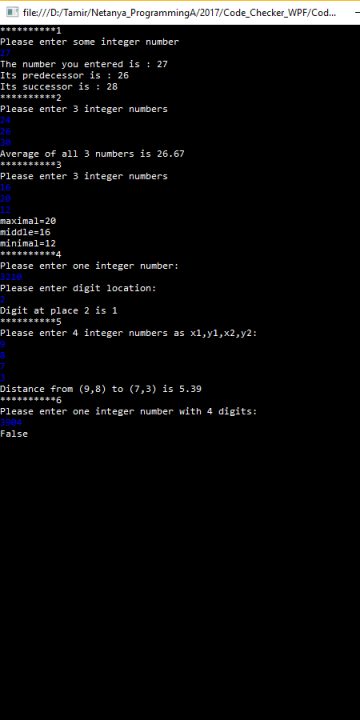 file:///D:/Tamir/Netanya_ProgrammingA/2017/Code_Checker_WPF/Cod...
**********1
Please enter some integer number
27
The number you entered is : 27
Its predecessor is : 26
Its successor is : 28
**********2
Please enter 3 integer numbers
24
26
30
Average of all 3 numbers is 26.67
**********3
Please enter 3 integer numbers
16
20
12
maximal=20
middle=16
minimal=12
**********4
Please enter one integer number:
3210
Please enter digit location:
2
Digit at place 2 is 1
**********5
Please enter 4 integer numbers as x1,y1,x2,y2:
9
8
7
3
Distance from (9,8) to (7,3) is 5.39
**********6
Please enter one integer number with 4 digits:
False